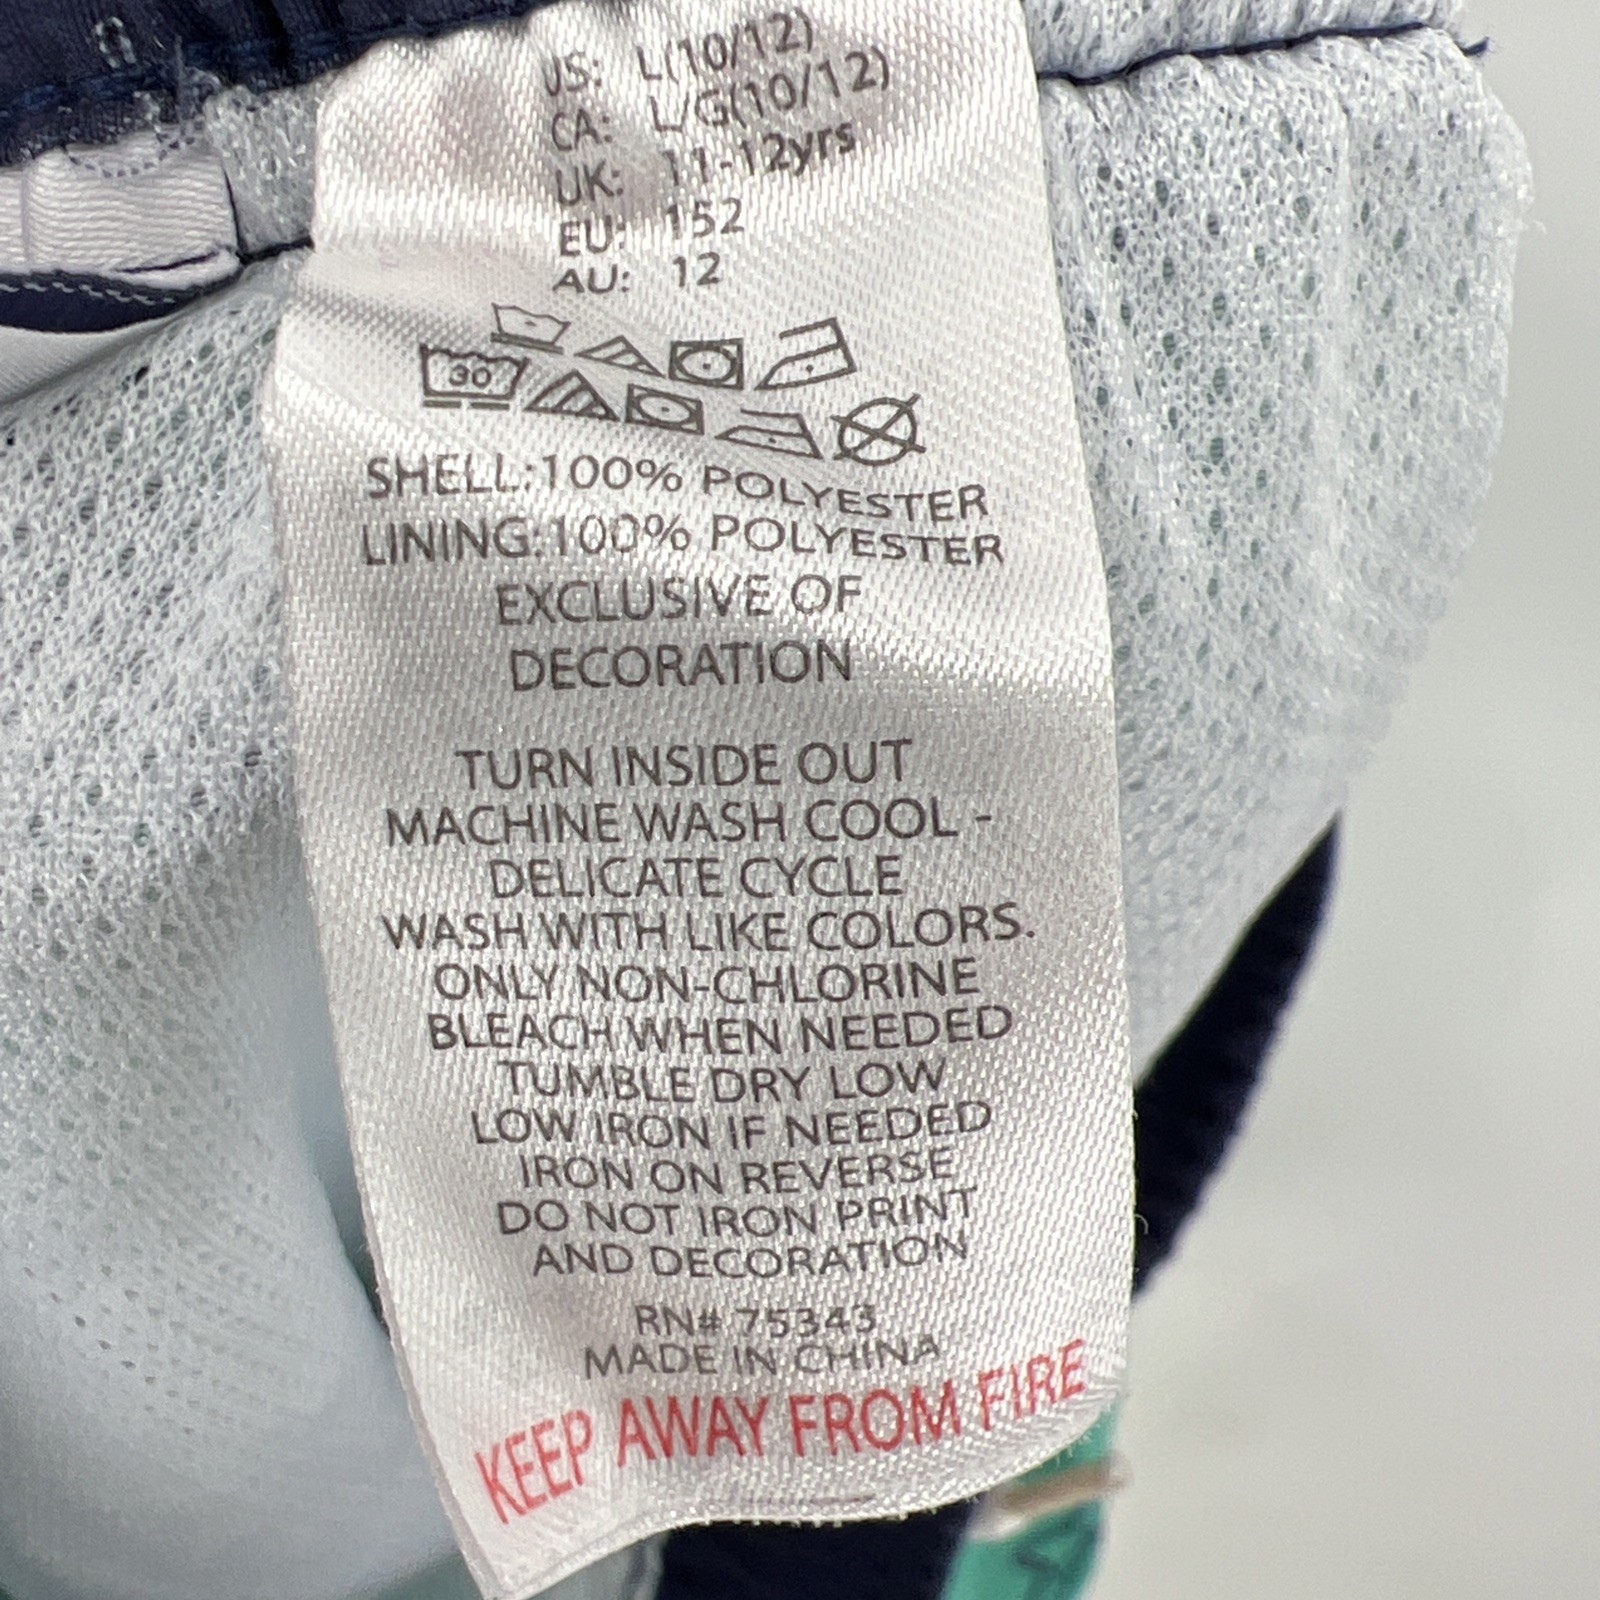 US: L(10/12)
CA: L/G(10/12)
UK: 11-12yrs
EU: 152
AU: 12
30
SHELL:100% POLYESTER
LINING:100% POLYESTER
EXCLUSIVE OF
DECORATION
TURN INSIDE OUT
MACHINE WASH COOL -
DELICATE CYCLE
WASH WITH LIKE COLORS.
ONLY NON-CHLORINE
BLEACH WHEN NEEDED
TUMBLE DRY LOW
LOW IRON IF NEEDED
IRON ON REVERSE
DO NOT IRON PRINT
AND DECORATION
RN# 75343
MADE IN CHINA
KEEP AWAY FROM FIRE